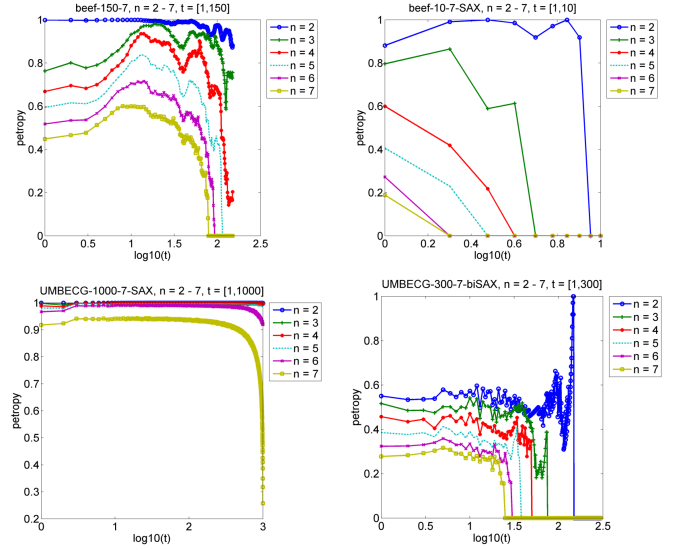 beef-150-7, n = 2 - 7, t = [1,150]
1
0.8
0.6
0.4
0.2
0
petropy
0
0.5
1.0
1.5
2.0
2.5
log10(t)
n = 2
n = 3
n = 4
n = 5
n = 6
n = 7
beef-10-7-SAX, n = 2 - 7, t = [1,10]
1
0.8
0.6
0.4
0.2
0
petropy
0
0.2
0.4
0.6
0.8
1
log10(t)
n = 2
n = 3
n = 4
n = 5
n = 6
n = 7
UMBECG-1000-7-SAX, n = 2 - 7, t = [1,1000]
1
0.9
0.8
0.7
0.6
0.5
0.4
0.3
0.2
petropy
0
1
2
3
log10(t)
n = 2
n = 3
n = 4
n = 5
n = 6
n = 7
UMBECG-300-7-biSAX, n = 2 - 7, t = [1,300]
1
0.8
0.6
0.4
0.2
0
petropy
0
0.5
1.0
1.5
2.0
2.5
log10(t)
n = 2
n = 3
n = 4
n = 5
n = 6
n = 7